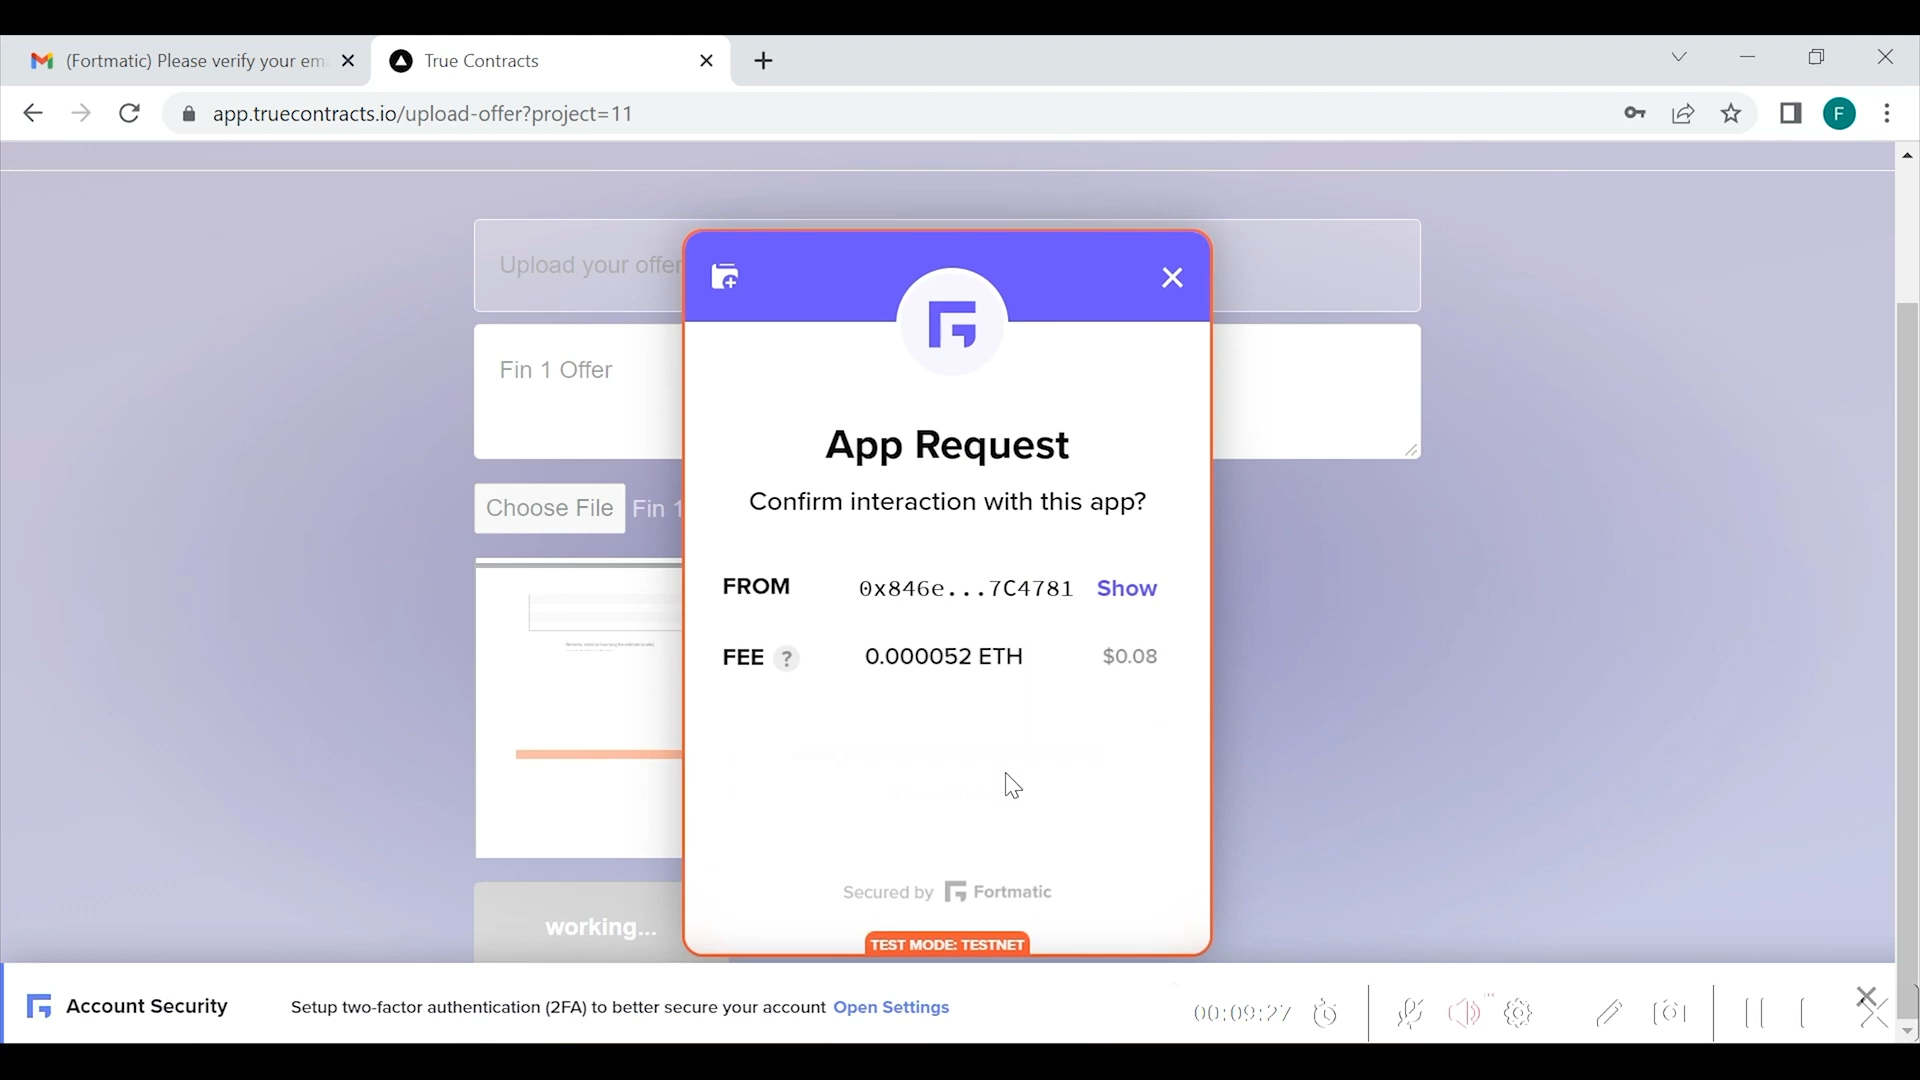 (Fortmatic) Please verify your em
True Contracts
app.truecontracts.io/upload-offer?project=11
F
Upload your offer
Fin 1 Offer
Choose File Fin 1
App Request
Confirm interaction with this app?
FROM 0x846e...7C4781 Show
FEE ? 0.000052 ETH $0.08
Secured by Fortmatic
working...
TEST MODE: TESTNET
Account Security Setup two-factor authentication (2FA) to better secure your account Open Settings
00:09:27